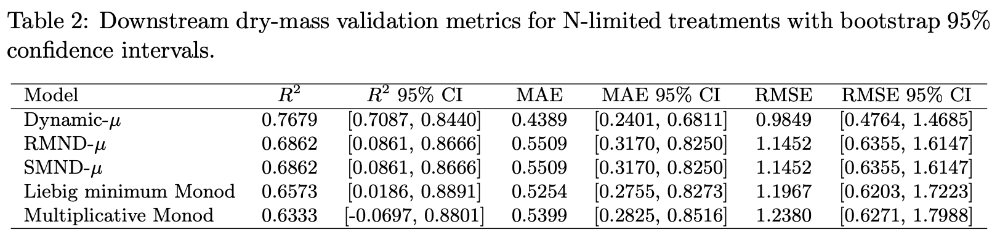 Table 2: Downstream dry-mass validation metrics for N-limited treatments with bootstrap 95%
confidence intervals.
Model R² R² 95% CI MAE MAE 95% CI RMSE RMSE 95% CI
Dynamic-μ 0.7679 [0.7087, 0.8440] 0.4389 [0.2401, 0.6811] 0.9849 [0.4764, 1.4685]
RMND-μ 0.6862 [0.0861, 0.8666] 0.5509 [0.3170, 0.8250] 1.1452 [0.6355, 1.6147]
SMND-μ 0.6862 [0.0861, 0.8666] 0.5509 [0.3170, 0.8250] 1.1452 [0.6355, 1.6147]
Liebig minimum Monod 0.6573 [0.0186, 0.8891] 0.5254 [0.2755, 0.8273] 1.1967 [0.6203, 1.7223]
Multiplicative Monod 0.6333 [-0.0697, 0.8801] 0.5399 [0.2825, 0.8516] 1.2380 [0.6271, 1.7988]